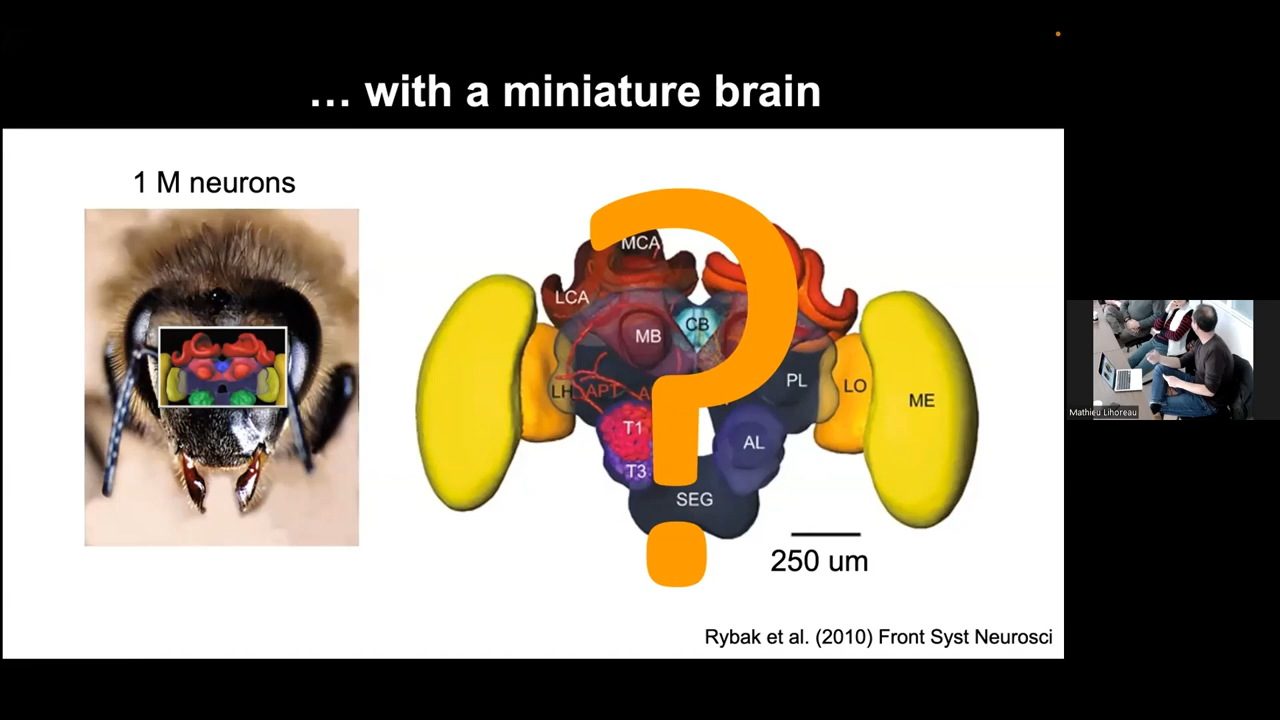 … with a miniature brain
1 M neurons
MCA
LCA
MB
CB
LH
APT
PL
LO
ME
T1
AL
T3
SEG
250 um
Rybak et al. (2010) Front Syst Neurosci
Mathieu Lihoreau